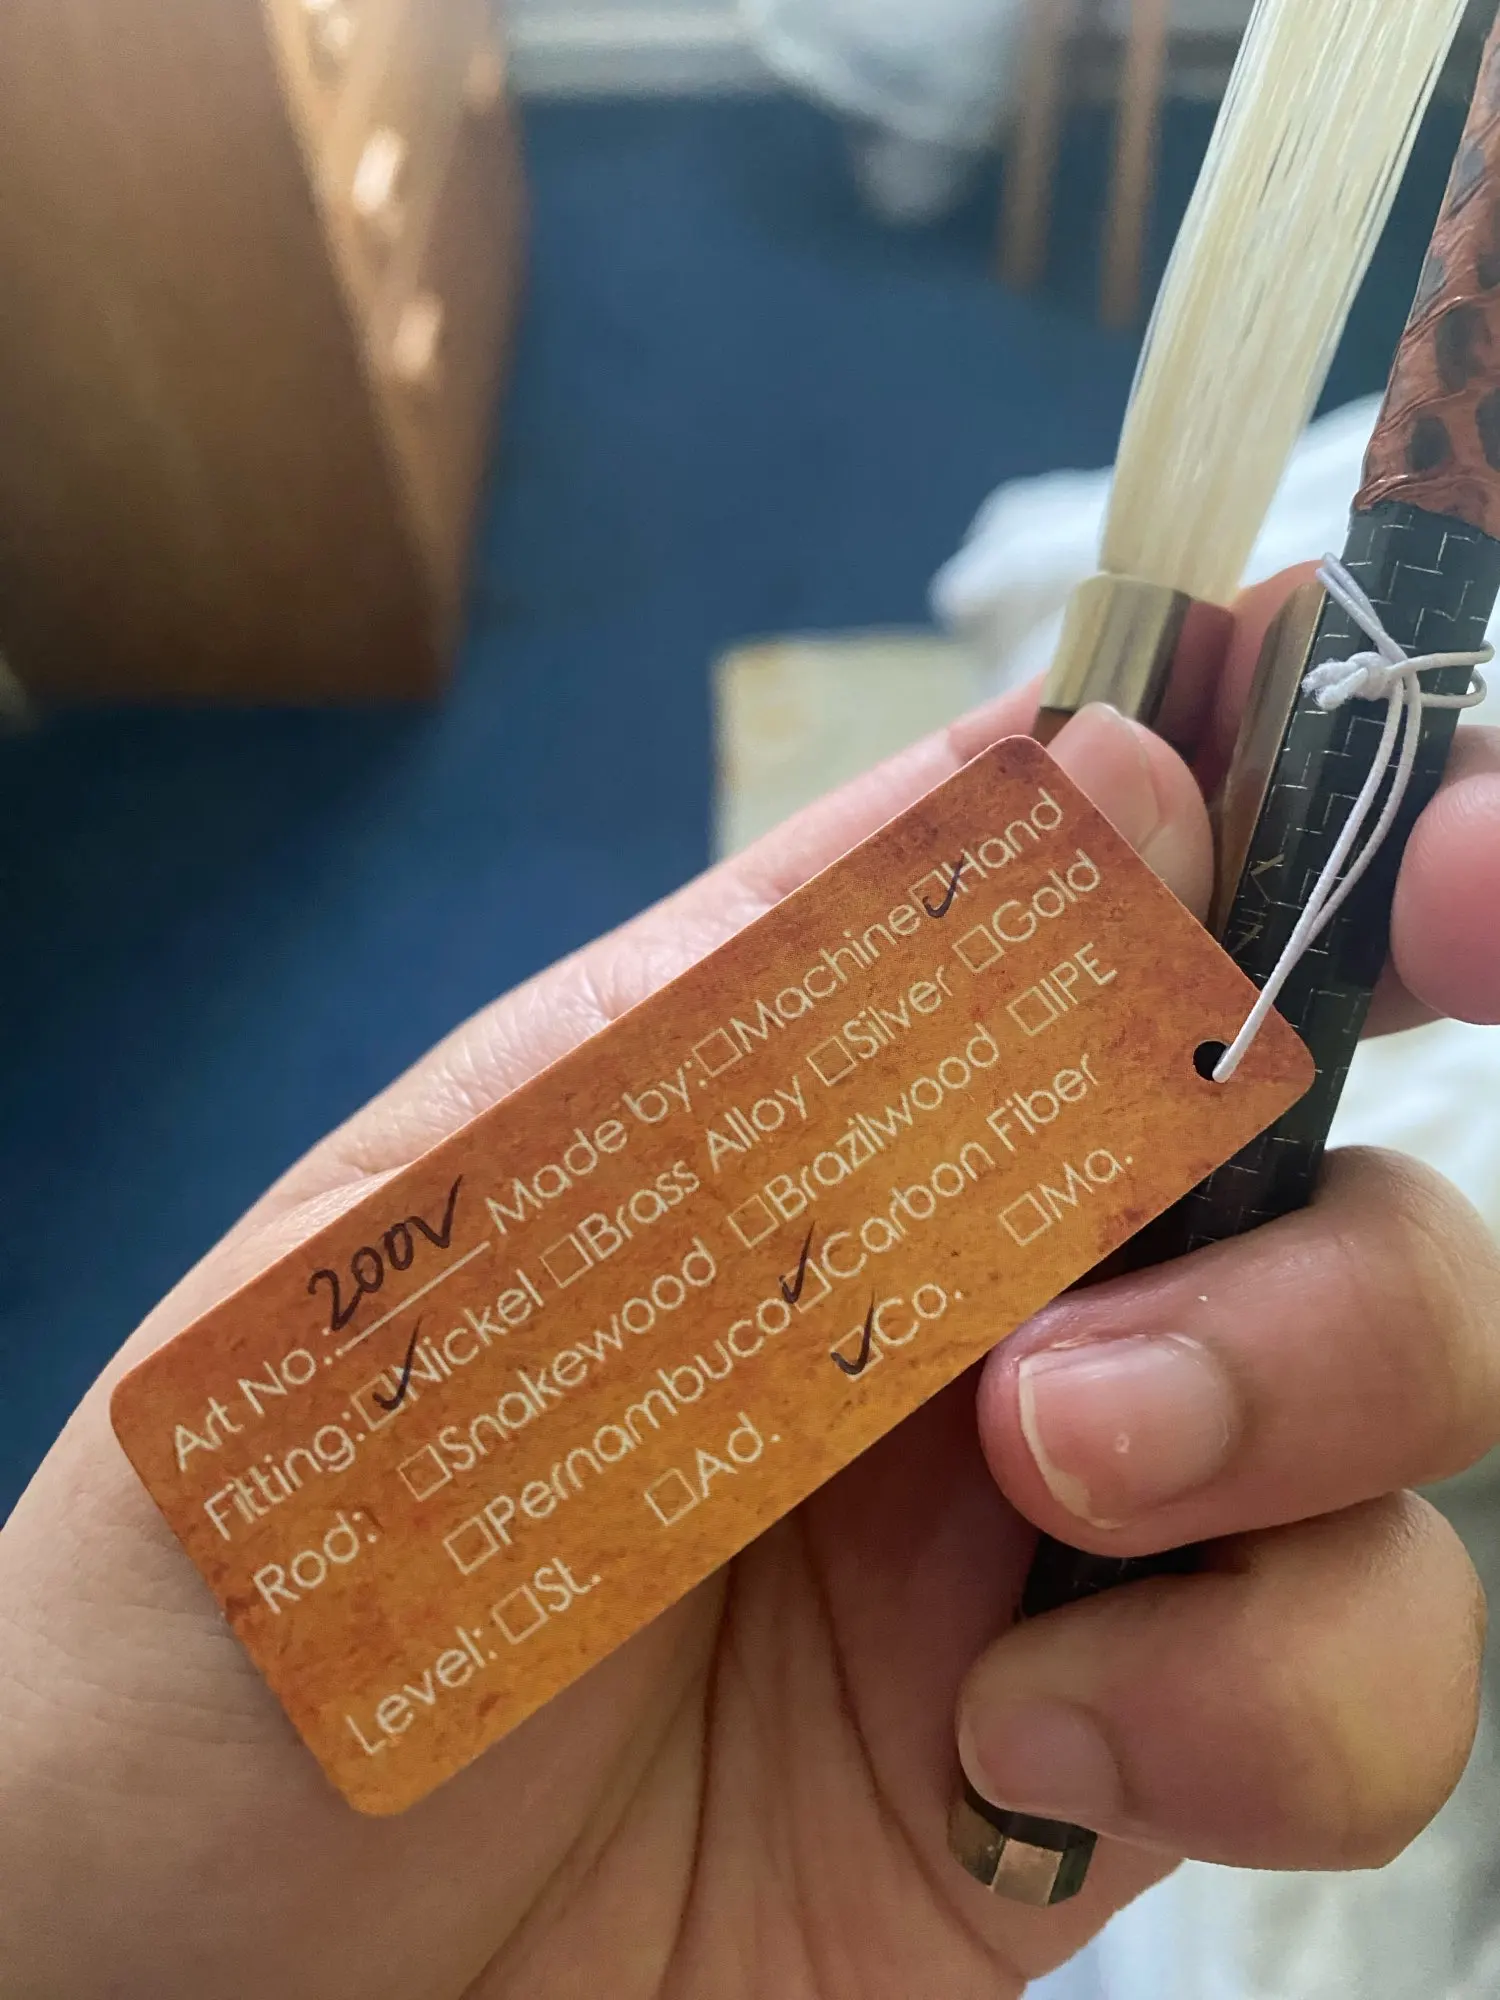 Art No. 200V Made by: □Machine ☑Hand
Fitting: ☑Nickel □Brass Alloy □Silver □Gold
Rod: □Snakewood □Brazilwood □IPE
□Pernambuco ☑Carbon Fiber
Level: □St. □Ad. ☑Co. □Ma.